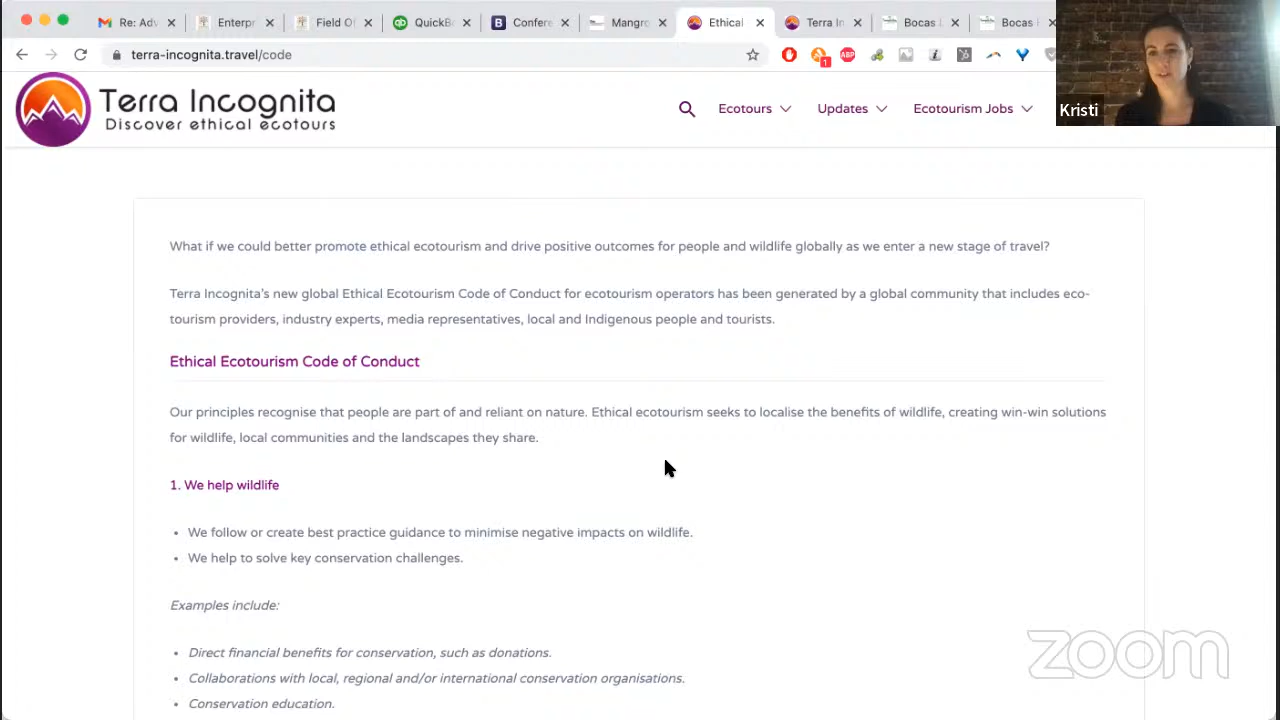 Re: Adv
Enterpr
Field O
QuickB
Confere
Mangro
Ethical
Terra In
Bocas
Bocas
terra-incognita.travel/code
1
ABP
Terra Incognita
Discover ethical ecotours
Ecotours
Updates
Ecotourism Jobs
Kristi
What if we could better promote ethical ecotourism and drive positive outcomes for people and wildlife globally as we enter a new stage of travel?
Terra Incognita's new global Ethical Ecotourism Code of Conduct for ecotourism operators has been generated by a global community that includes eco-
tourism providers, industry experts, media representatives, local and Indigenous people and tourists.
Ethical Ecotourism Code of Conduct
Our principles recognise that people are part of and reliant on nature. Ethical ecotourism seeks to localise the benefits of wildlife, creating win-win solutions
for wildlife, local communities and the landscapes they share.
1. We help wildlife
• We follow or create best practice guidance to minimise negative impacts on wildlife.
• We help to solve key conservation challenges.
Examples include:
• Direct financial benefits for conservation, such as donations.
• Collaborations with local, regional and/or international conservation organisations.
• Conservation education.
zoom